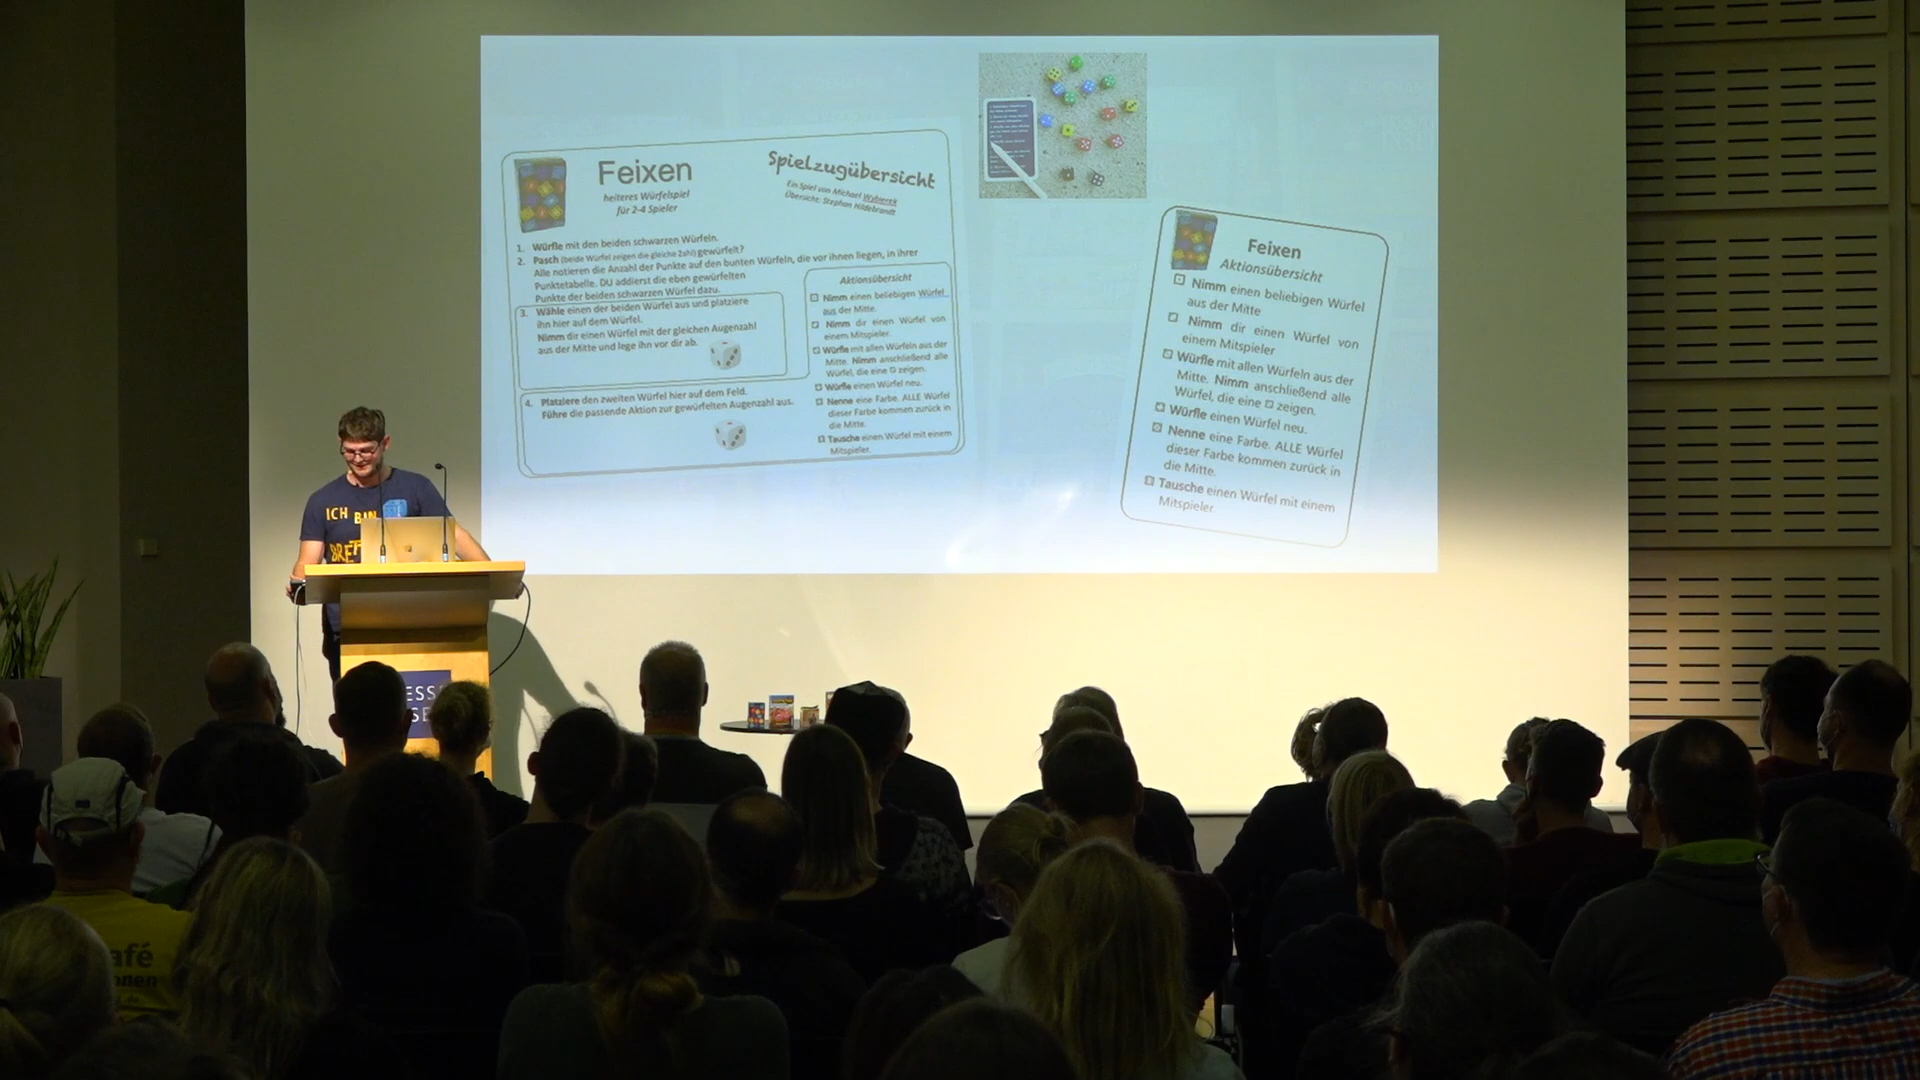 Feixen
heiteres Würfelspiel
für 2-4 Spieler
Spielzugübersicht
Ein Spiel von Michael Wybierek
Übersicht: Stephan Hildebrandt
1. Würfle mit den beiden schwarzen Würfeln.
2. Pasch (beide Würfel zeigen die gleiche Zahl) gewürfelt?
Alle notieren die Anzahl der Punkte auf den bunten Würfeln, die vor ihnen liegen, in ihrer
Punktetabelle. DU addierst die eben gewürfelten
Punkte der beiden schwarzen Würfel dazu.
3. Wähle einen der beiden Würfel aus und platziere
ihn hier auf dem Würfel.
Nimm dir einen Würfel mit der gleichen Augenzahl
aus der Mitte und lege ihn vor dir ab.
4. Platziere den zweiten Würfel hier auf dem Feld.
Führe die passende Aktion zur gewürfelten Augenzahl aus.
Aktionsübersicht
Nimm einen beliebigen Würfel
aus der Mitte.
Nimm dir einen Würfel von
einem Mitspieler.
Würfle mit allen Würfeln aus der
Mitte. Nimm anschließend alle
Würfel, die eine ⚂ zeigen.
Würfle einen Würfel neu.
Nenne eine Farbe. ALLE Würfel
dieser Farbe kommen zurück in
die Mitte.
Tausche einen Würfel mit einem
Mitspieler.
Feixen
Aktionsübersicht
Nimm einen beliebigen Würfel
aus der Mitte
Nimm dir einen Würfel von
einem Mitspieler
Würfle mit allen Würfeln aus der
Mitte. Nimm anschließend alle
Würfel, die eine ⚂ zeigen.
Würfle einen Würfel neu.
Nenne eine Farbe. ALLE Würfel
dieser Farbe kommen zurück in
die Mitte.
Tausche einen Würfel mit einem
Mitspieler
ICH BIN
BRET
ESS
SE
afé
onen
.de